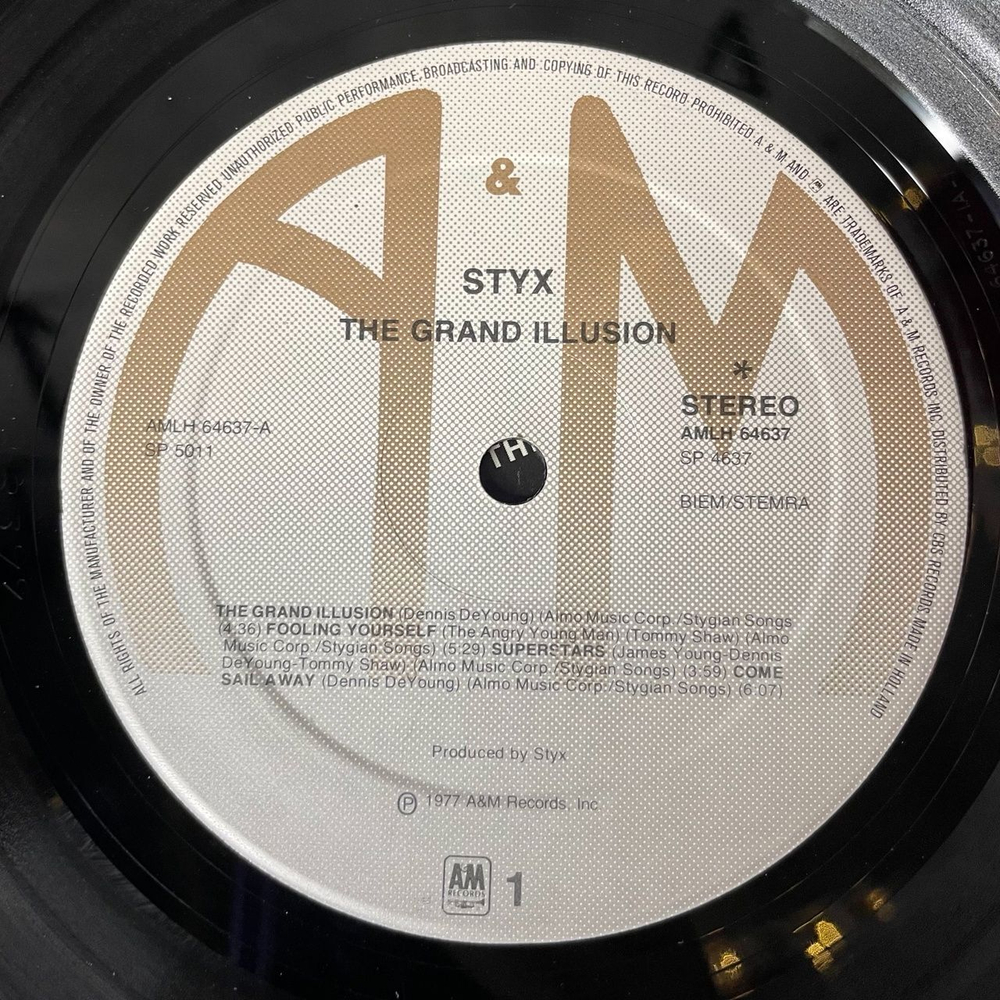 ALL RIGHTS OF THE MANUFACTURER AND OF THE OWNER OF THE RECORDED WORK RESERVED UNAUTHORIZED PUBLIC PERFORMANCE, BROADCASTING AND COPYING OF THIS RECORD PROHIBITED A & M AND ARE TRADEMARKS OF A & M RECORDS INC. DISTRIBUTED BY CBS RECORDS MADE IN HOLLAND
A & M
STYX
THE GRAND ILLUSION
*
STEREO
AMLH 64637
SP 4637
BIEM/STEMRA
AMLH 64637-A
SP 5011
TH
THE GRAND ILLUSION (Dennis DeYoung) (Almo Music Corp./Stygian Songs
(4:36) FOOLING YOURSELF (The Angry Young Man) (Tommy Shaw) (Almo
Music Corp./Stygian Songs) (5:29) SUPERSTARS (James Young-Dennis
DeYoung-Tommy Shaw) (Almo Music Corp./Stygian Songs) (3:59) COME
SAIL AWAY (Dennis DeYoung) (Almo Music Corp./Stygian Songs) (6:07)
Produced by Styx
℗ 1977 A&M Records, Inc
AM
RECORDS
1